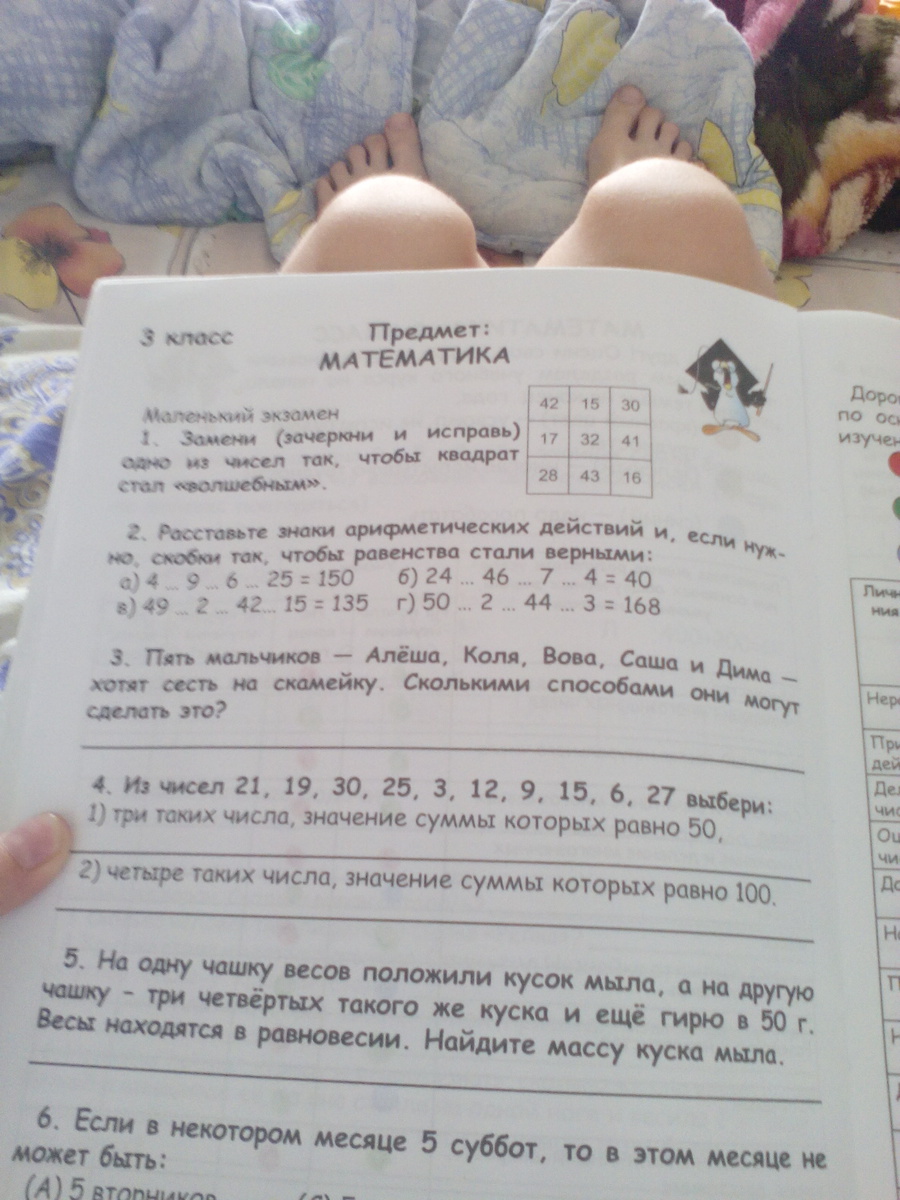 3 класс
Предмет:
МАТЕМАТИКА
Маленький экзамен
1. Замени (зачеркни и исправь)
одно из чисел так, чтобы квадрат
стал «волшебным».
42 15 30
17 32 41
28 43 16
2. Расставьте знаки арифметических действий и, если нуж-
но, скобки так, чтобы равенства стали верными:
а) 4 ... 9 ... 6 ... 25 = 150 б) 24 ... 46 ... 7 ... 4 = 40
в) 49 ... 2 ... 42... 15 = 135 г) 50 ... 2 ... 44 ... 3 = 168
3. Пять мальчиков — Алёша, Коля, Вова, Саша и Дима —
хотят сесть на скамейку. Сколькими способами они могут
сделать это?
4. Из чисел 21, 19, 30, 25, 3, 12, 9, 15, 6, 27 выбери:
1) три таких числа, значение суммы которых равно 50,
2) четыре таких числа, значение суммы которых равно 100.
5. На одну чашку весов положили кусок мыла, а на другую
чашку - три четвёртых такого же куска и ещё гирю в 50 г.
Весы находятся в равновесии. Найдите массу куска мыла.
6. Если в некотором месяце 5 суббот, то в этом месяце не
может быть:
(А) 5 вторников
по